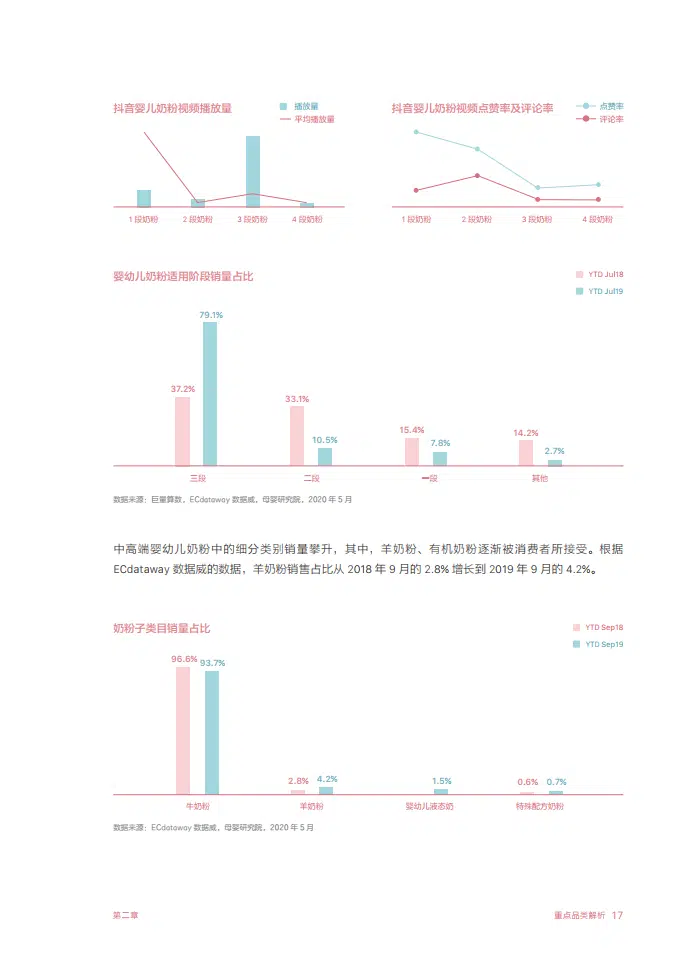 抖音婴儿奶粉视频播放量
播放量
平均播放量
1 段奶粉 2 段奶粉 3 段奶粉 4 段奶粉
抖音婴儿奶粉视频点赞率及评论率
点赞率
评论率
1 段奶粉 2 段奶粉 3 段奶粉 4 段奶粉
婴幼儿奶粉适用阶段销量占比
YTD Jul18
YTD Jul19
79.1%
37.2%
33.1%
10.5%
15.4%
7.8%
14.2%
2.7%
三段 二段 一段 其他
数据来源：巨量算数，ECdataway 数据威，母婴研究院，2020 年 5 月
中高端婴幼儿奶粉中的细分类别销量攀升，其中，羊奶粉、有机奶粉逐渐被消费者所接受。根据
ECdataway 数据威的数据，羊奶粉销售占比从 2018 年 9 月的 2.8% 增长到 2019 年 9 月的 4.2%。
奶粉子类目销量占比
YTD Sep18
YTD Sep19
96.6% 93.7%
2.8% 4.2%
1.5%
0.6% 0.7%
牛奶粉 羊奶粉 婴幼儿液态奶 特殊配方奶粉
数据来源：ECdataway 数据威，母婴研究院，2020 年 5 月
第二章
重点品类解析 17